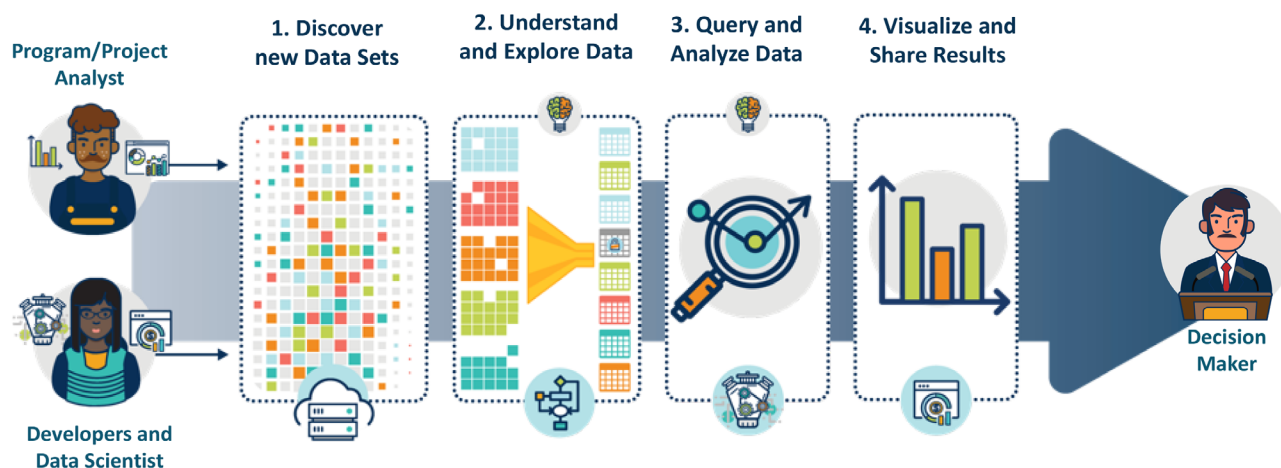 Program/Project
Analyst
Developers and
Data Scientist
1. Discover
new Data Sets
2. Understand
and Explore Data
3. Query and
Analyze Data
4. Visualize and
Share Results
Decision
Maker